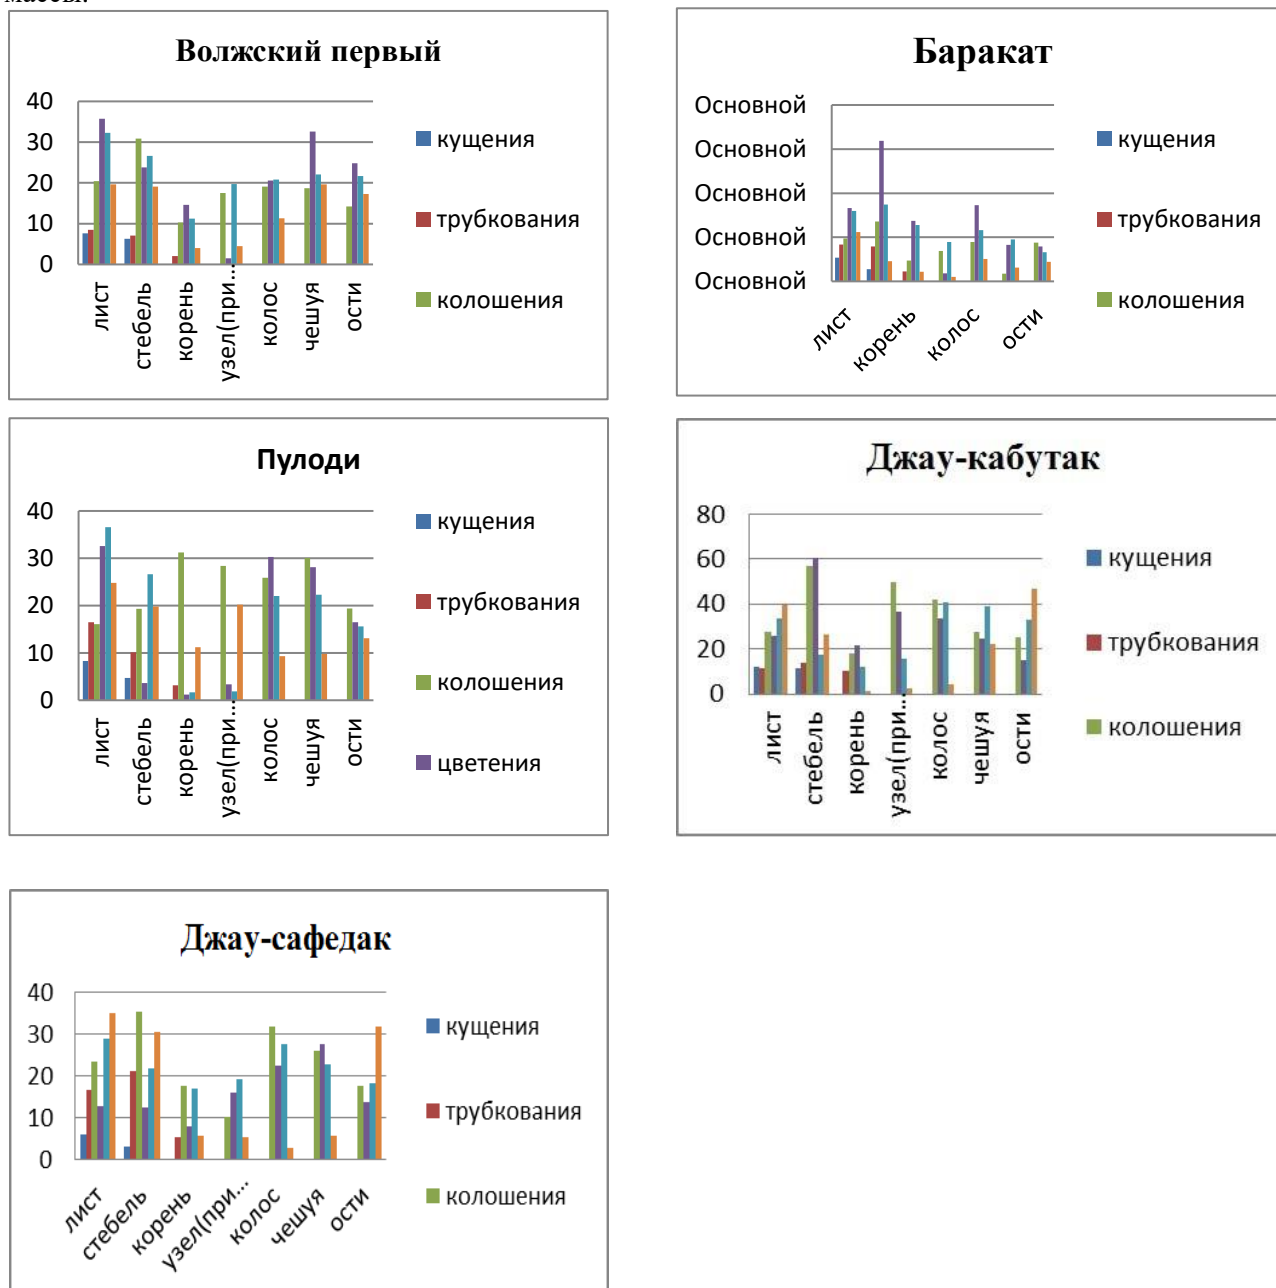 массы.
Волжский первый
40
30
20
10
0
лист
стебель
корень
узел(при...
колос
чешуя
ости
кущения
трубкования
колошения
Баракат
Основной
Основной
Основной
Основной
Основной
лист
корень
колос
ости
кущения
трубкования
колошения
Пулоди
40
30
20
10
0
лист
стебель
корень
узел(при...
колос
чешуя
ости
кущения
трубкования
колошения
цветения
Джау-кабутак
80
60
40
20
0
лист
стебель
корень
узел(при...
колос
чешуя
ости
кущения
трубкования
колошения
Джау-сафедак
40
30
20
10
0
лист
стебель
корень
узел(при...
колос
чешуя
ости
кущения
трубкования
колошения